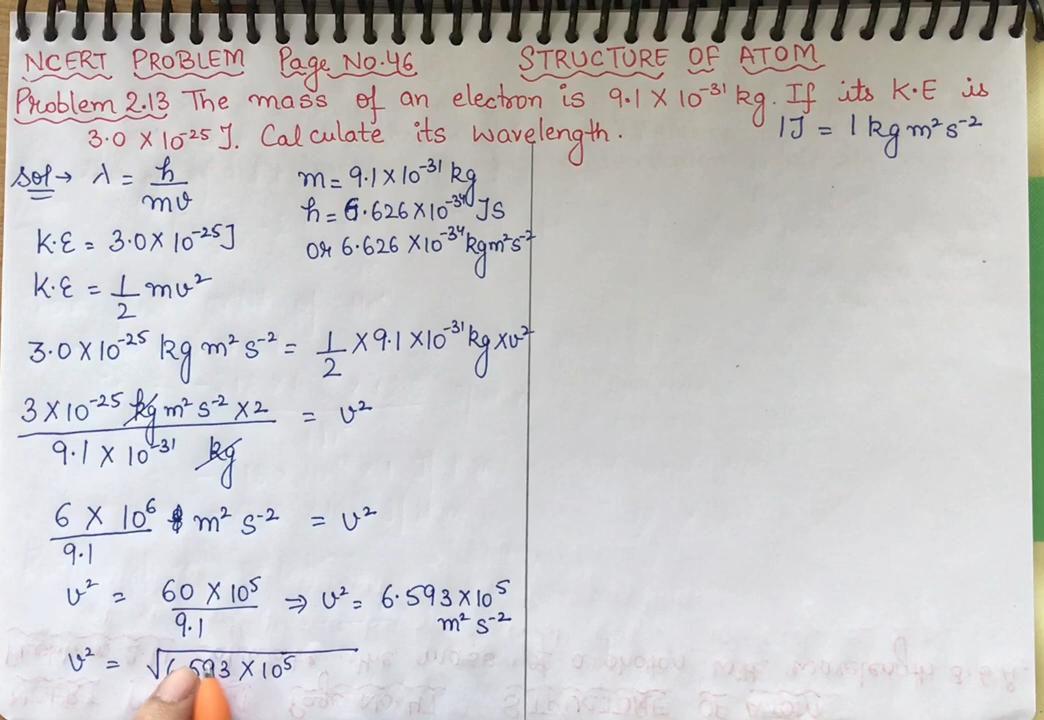 NCERT PROBLEM Page No.46 STRUCTURE OF ATOM
Problem 2.13 The mass of an electron is 9.1 X 10⁻³¹ kg. If its K.E is
3.0 X 10⁻²⁵ J. Calculate its wavelength.
1J = 1 kg m² s⁻²
Sol → λ = h/mv
m = 9.1 X 10⁻³¹ kg
h = 6.626 X 10⁻³⁴ JS
or 6.626 X 10⁻³⁴ kg m² s⁻²
K.E = 3.0 X 10⁻²⁵ J
K.E = 1/2 mv²
3.0 X 10⁻²⁵ kg m² s⁻² = 1/2 X 9.1 X 10⁻³¹ kg x v²
3 X 10⁻²⁵ kg m² s⁻² X 2 = v²
9.1 X 10⁻³¹ kg
6 X 10⁶ m² s⁻² = v²
9.1
v² = 60 X 10⁵ ⇒ v² = 6.593 X 10⁵
9.1 m² s⁻²
v² = √6.593 X 10⁵